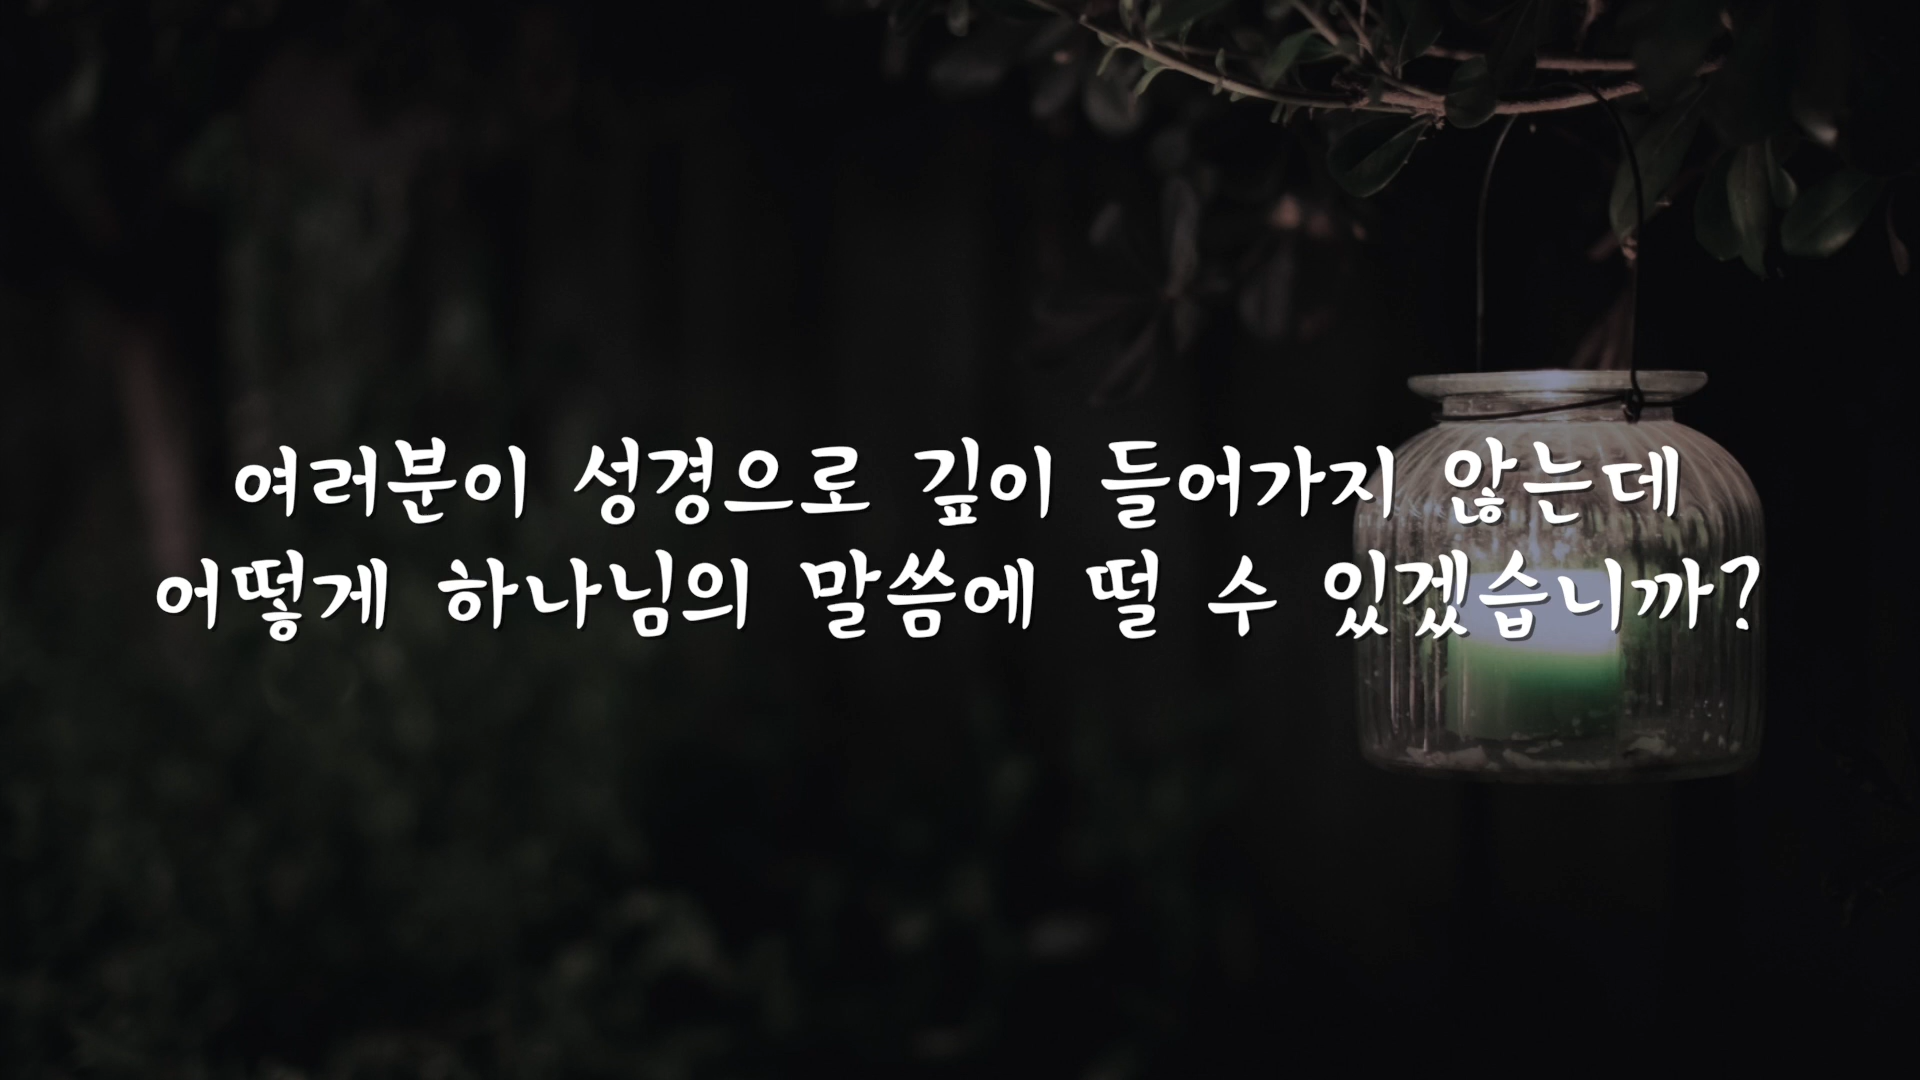 여러분이 성경으로 깊이 들어가지 않는데
어떻게 하나님의 말씀에 떨 수 있겠습니까?